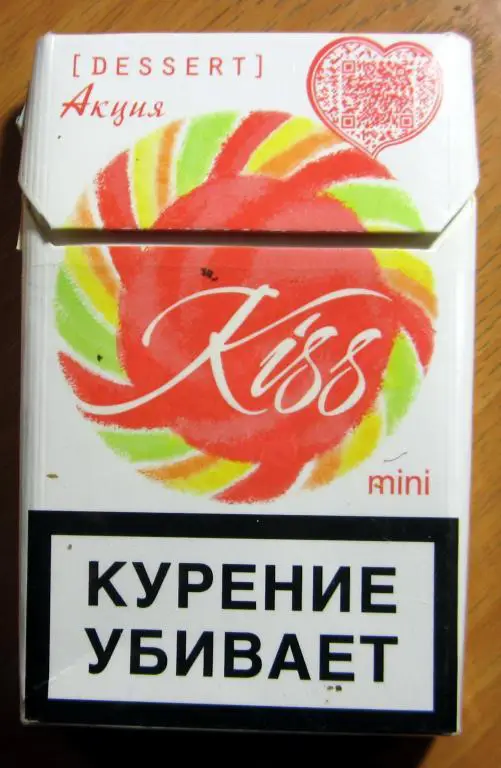 [DESSERT]
Акция
Kiss
mini
КУРЕНИЕ
УБИВАЕТ